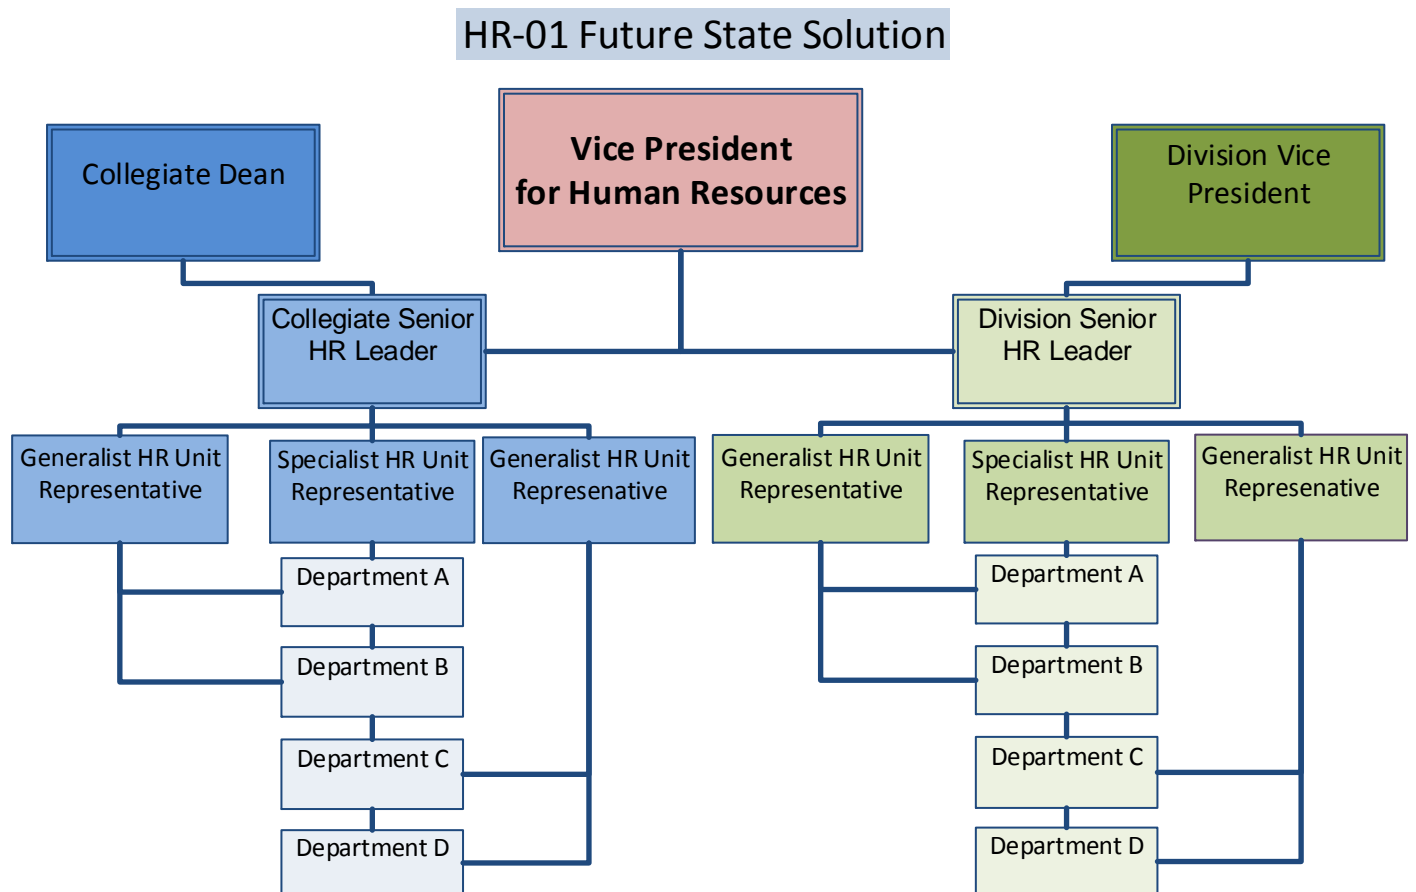 HR-01 Future State Solution
Vice President
for Human Resources
Collegiate Dean
Division Vice
President
Collegiate Senior
HR Leader
Division Senior
HR Leader
Generalist HR Unit
Representative
Specialist HR Unit
Representative
Generalist HR Unit
Represenative
Generalist HR Unit
Representative
Specialist HR Unit
Representative
Generalist HR Unit
Represenative
Department A
Department B
Department C
Department D
Department A
Department B
Department C
Department D